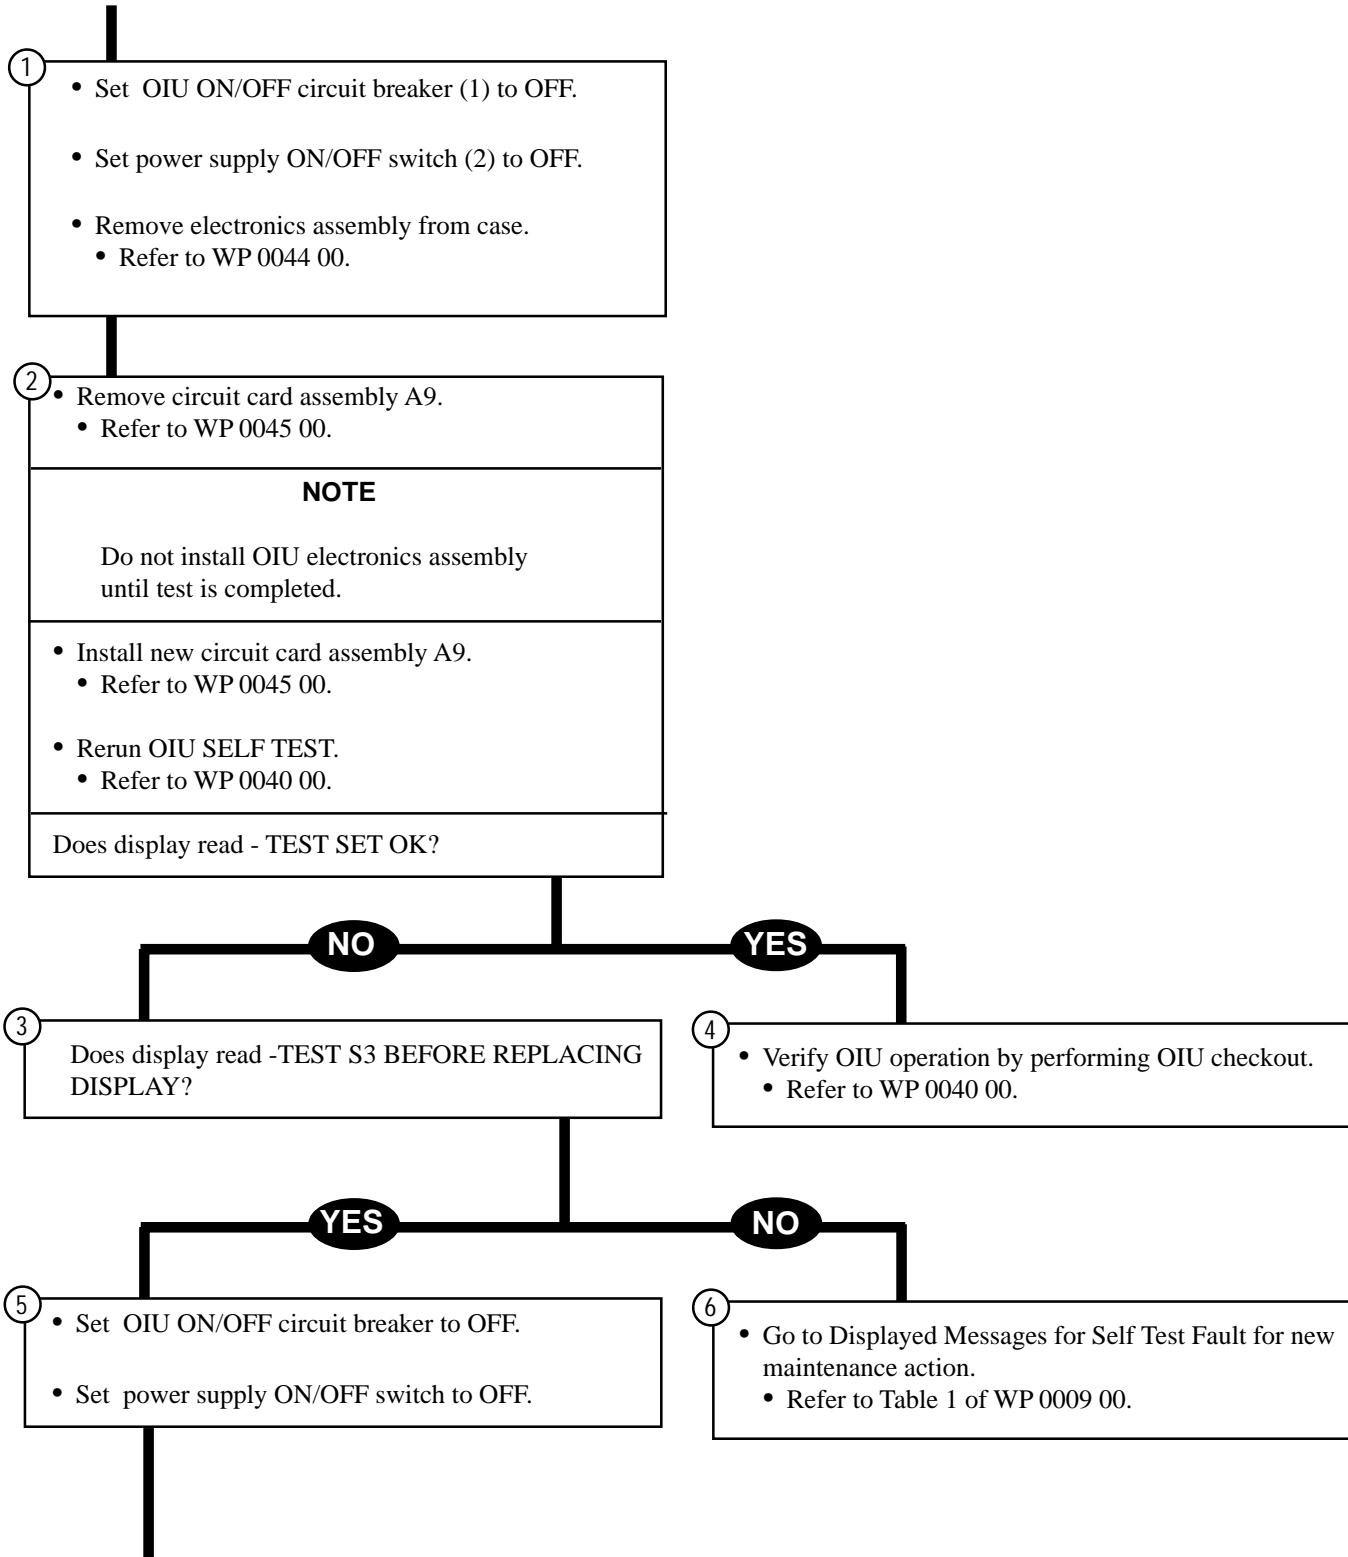 1
• Set OIU ON/OFF circuit breaker (1) to OFF.
• Set power supply ON/OFF switch (2) to OFF.
• Remove electronics assembly from case.
• Refer to WP 0044 00.
2
• Remove circuit card assembly A9.
• Refer to WP 0045 00.
NOTE
Do not install OIU electronics assembly
until test is completed.
• Install new circuit card assembly A9.
• Refer to WP 0045 00.
• Rerun OIU SELF TEST.
• Refer to WP 0040 00.
Does display read - TEST SET OK?
NO
YES
3
Does display read -TEST S3 BEFORE REPLACING
DISPLAY?
4
• Verify OIU operation by performing OIU checkout.
• Refer to WP 0040 00.
YES
NO
5
• Set OIU ON/OFF circuit breaker to OFF.
• Set power supply ON/OFF switch to OFF.
6
• Go to Displayed Messages for Self Test Fault for new
maintenance action.
• Refer to Table 1 of WP 0009 00.